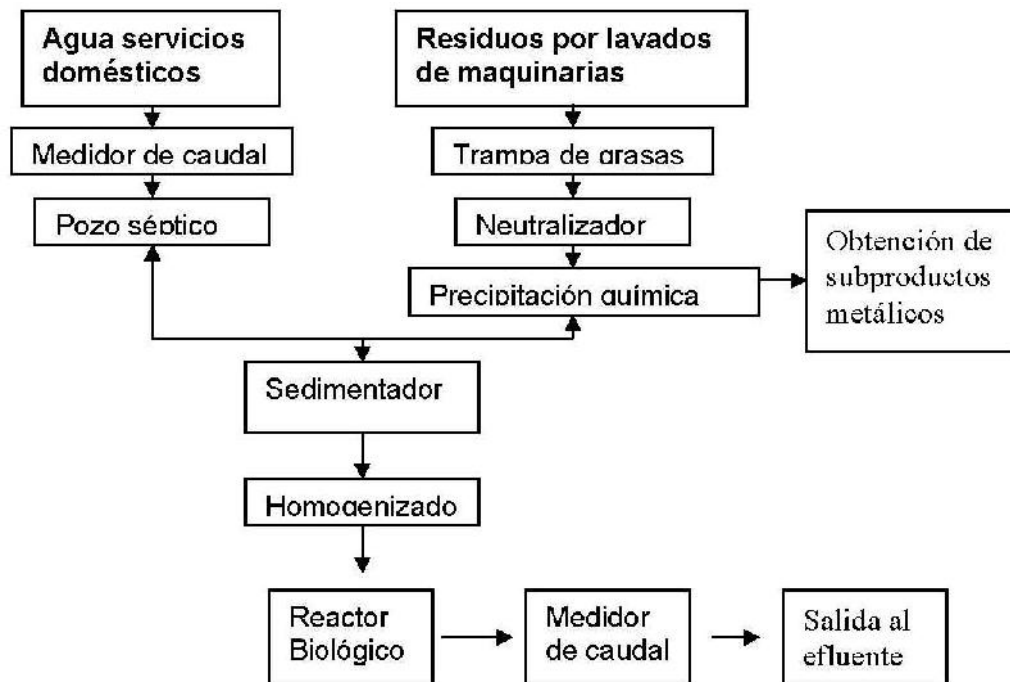 Agua servicios
domésticos
Medidor de caudal
Pozo séptico
Residuos por lavados
de maquinarias
Trampa de grasas
Neutralizador
Precipitación química
Obtención de
subproductos
metálicos
Sedimentador
Homogenizado
Reactor
Biológico
Medidor
de caudal
Salida al
efluente